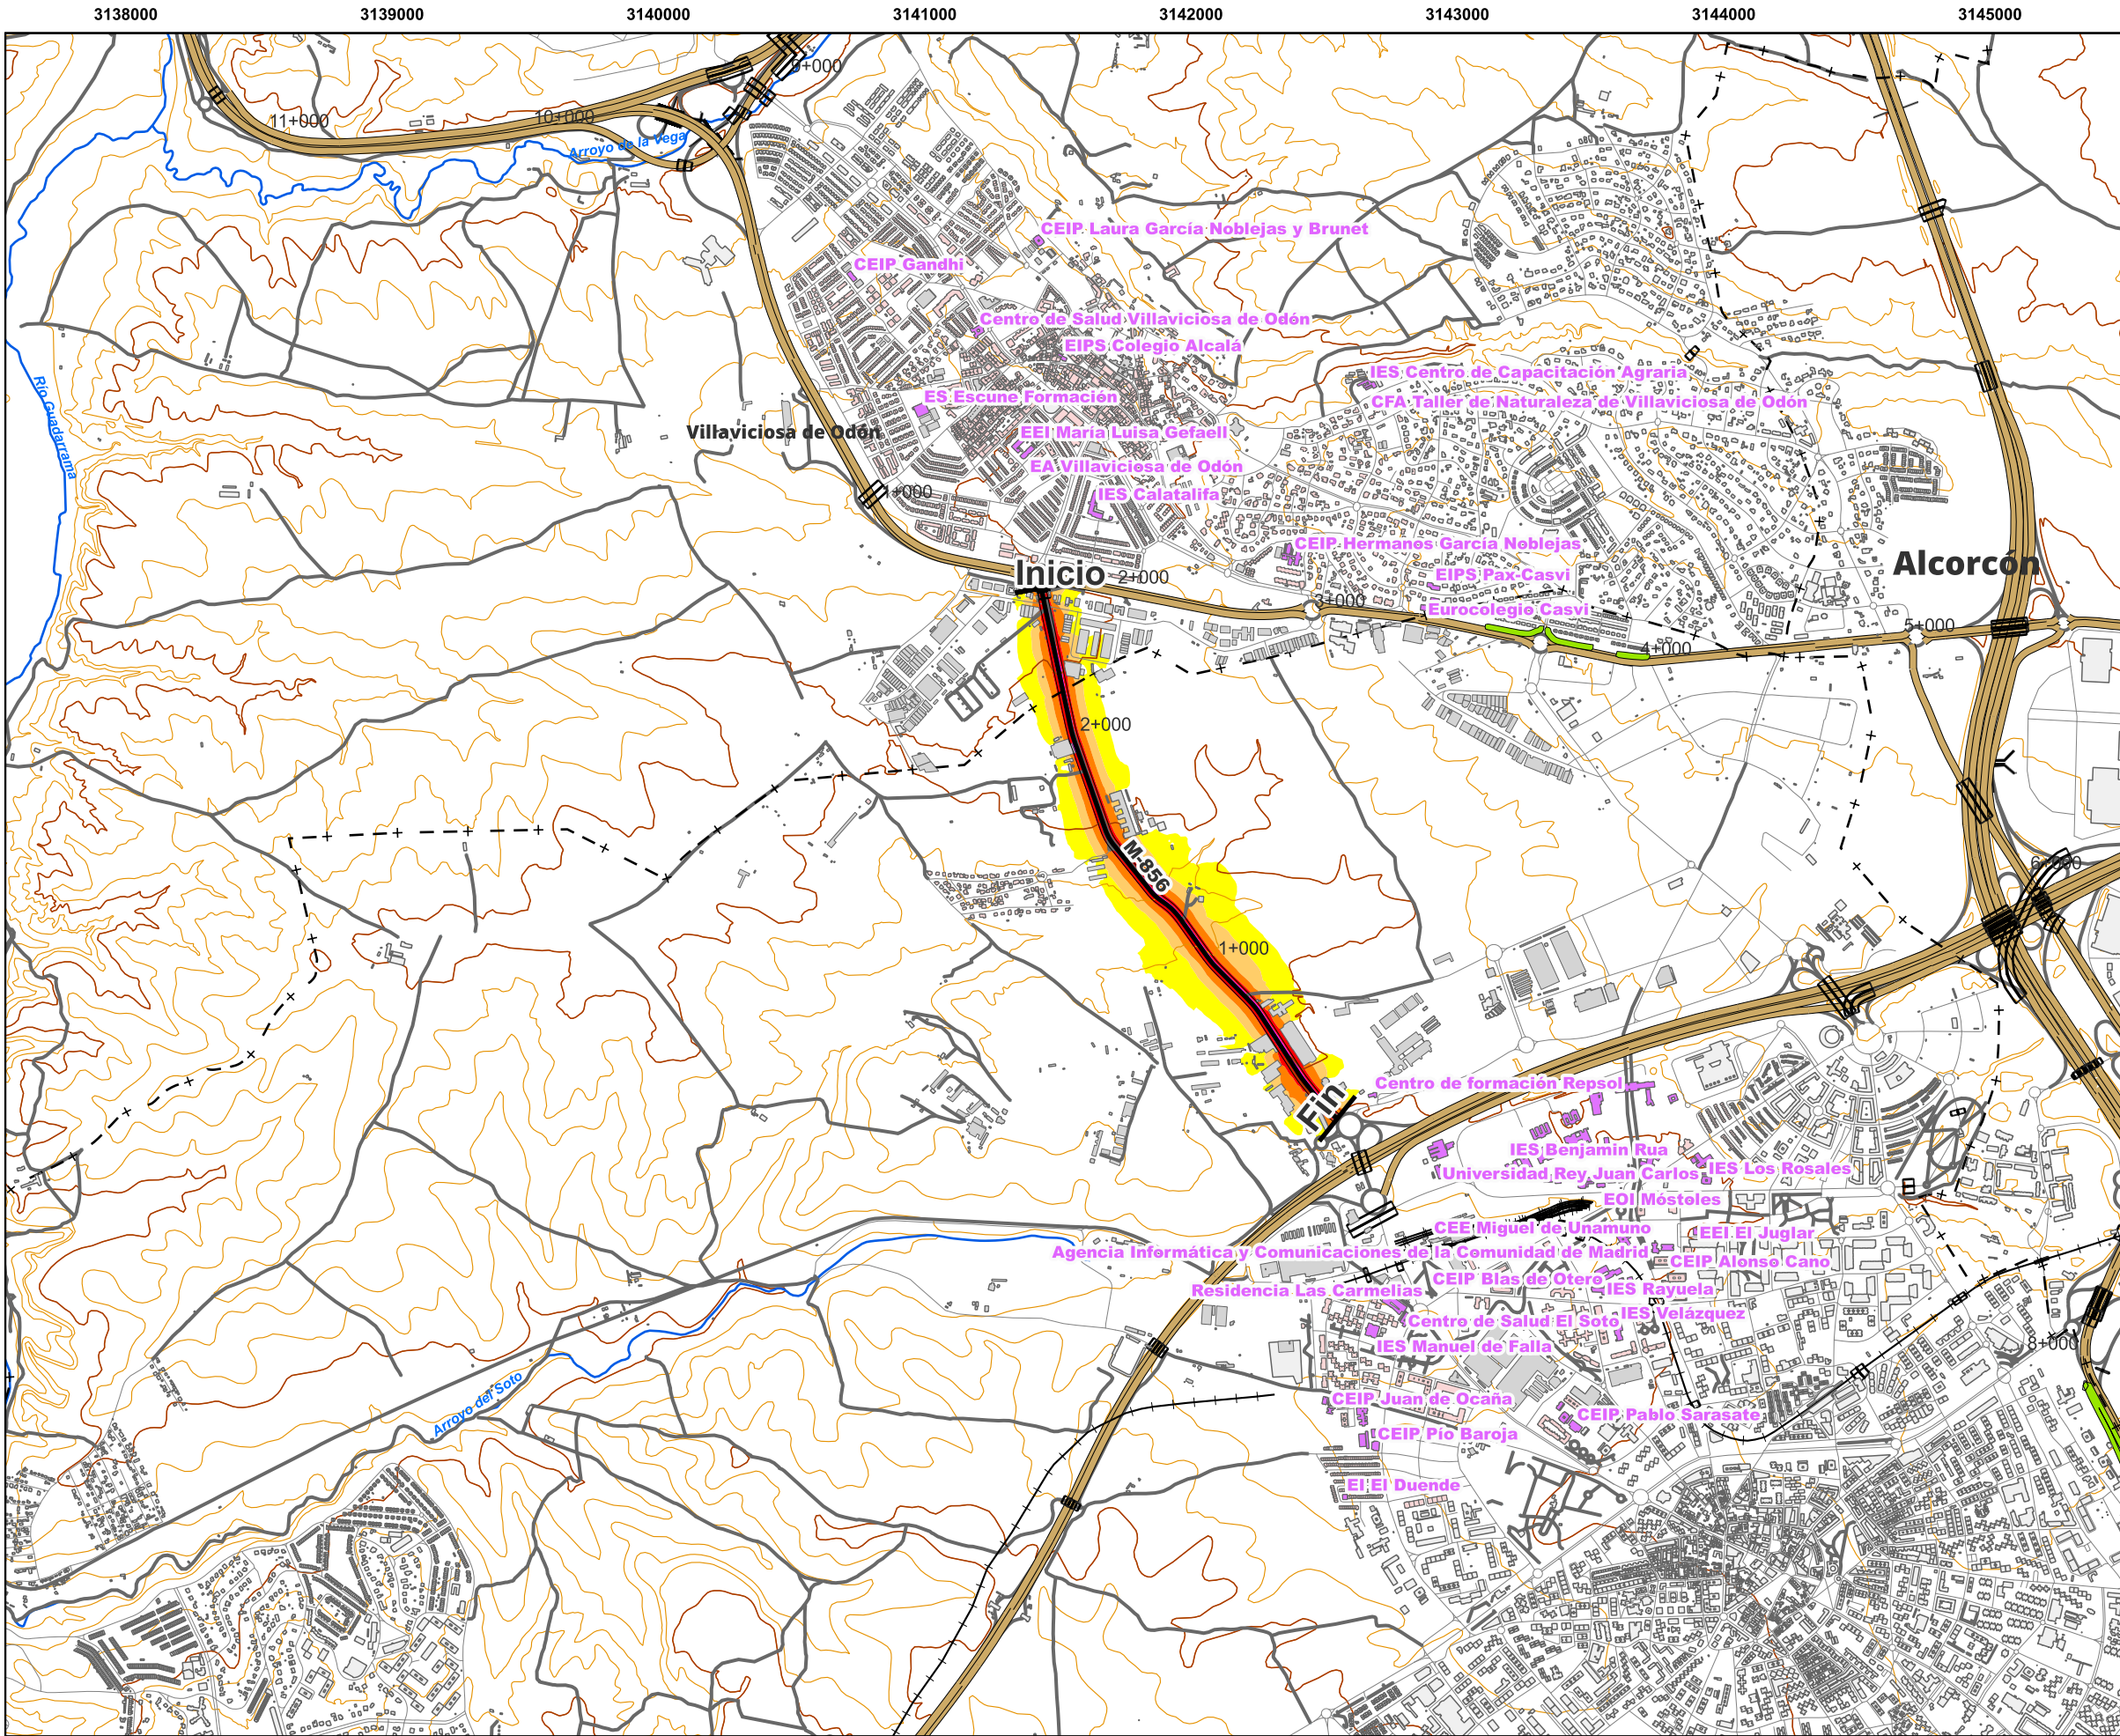 3138000 3139000 3140000 3141000 3142000 3143000 3144000 3145000
9+000
11+000
10+000
Arroyo de la Vega
CEIP Laura García Noblejas y Brunet
CEIP Gandhi
Centro de Salud Villaviciosa de Odón
EIPS Colegio Alcalá
IES Centro de Capacitación Agraria
Río Guadarrama
ES Escune Formación
CFA Taller de Naturaleza de Villaviciosa de Odón
Villaviciosa de Odón
EEI María Luisa Gefaell
EA Villaviciosa de Odón
1+000
IES Calatalifa
CEIP Hermanos García Noblejas
Alcorcón
Inicio
2+000
EIPS Pax-Casvi
3+000
Eurocolegio Casvi
5+000
4+000
2+000
M-856
6+000
1+000
Centro de formación Repsol
Fin
IES Benjamin Rua
Universidad Rey Juan Carlos
IES Los Rosales
EOI Móstoles
CEE Miguel de Unamuno
EEI El Juglar
Agencia Informática y Comunicaciones de la Comunidad de Madrid
CEIP Alonso Cano
CEIP Blas de Otero
IES Rayuela
Residencia Las Carmelias
IES Velázquez
Centro de Salud El Soto
8+000
IES Manuel de Falla
Arroyo del Soto
CEIP Juan de Ocaña
CEIP Pablo Sarasate
CEIP Pío Baroja
EI El Duende